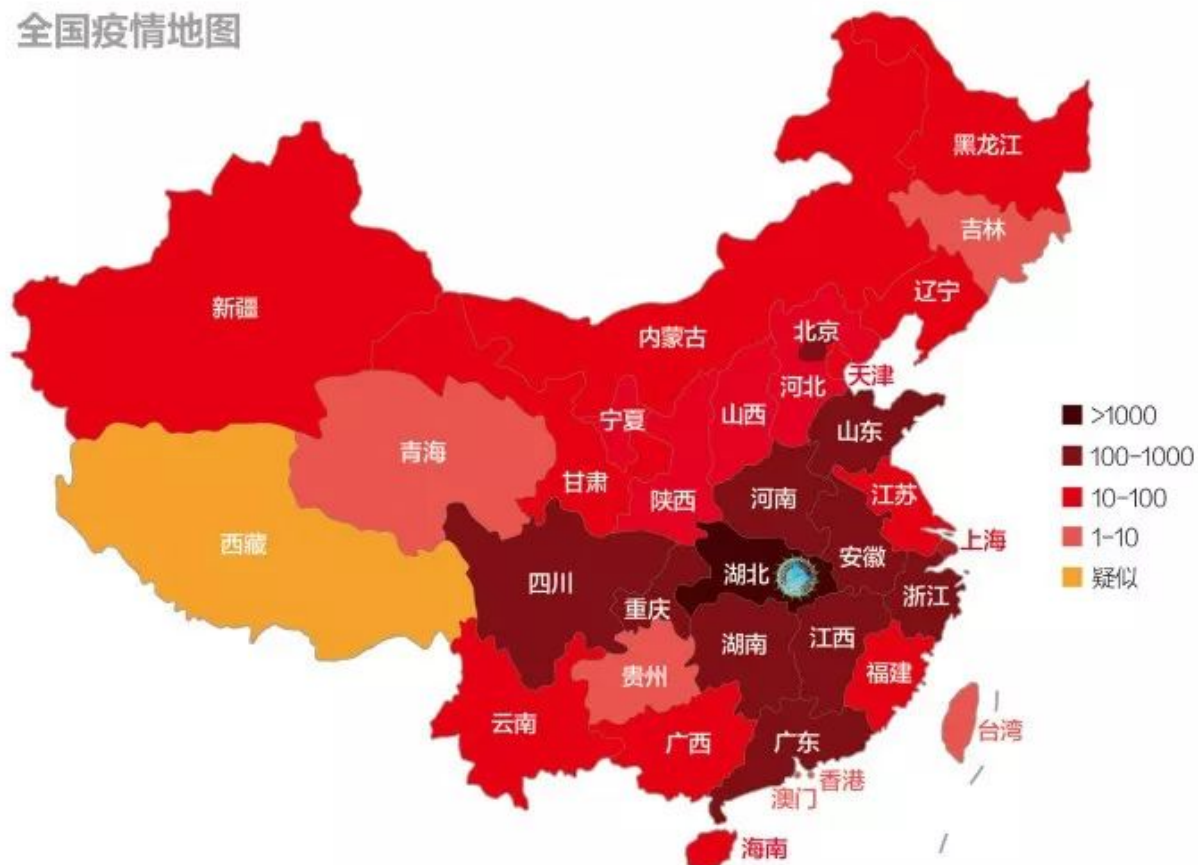 全国疫情地图
黑龙江
吉林
辽宁
新疆
内蒙古
北京
天津
河北
宁夏
山西
山东
青海
甘肃
陕西
河南
江苏
西藏
上海
安徽
四川
湖北
浙江
重庆
湖南
江西
贵州
福建
云南
广西
广东
台湾
香港
澳门
海南
>1000
100-1000
10-100
1-10
疑似